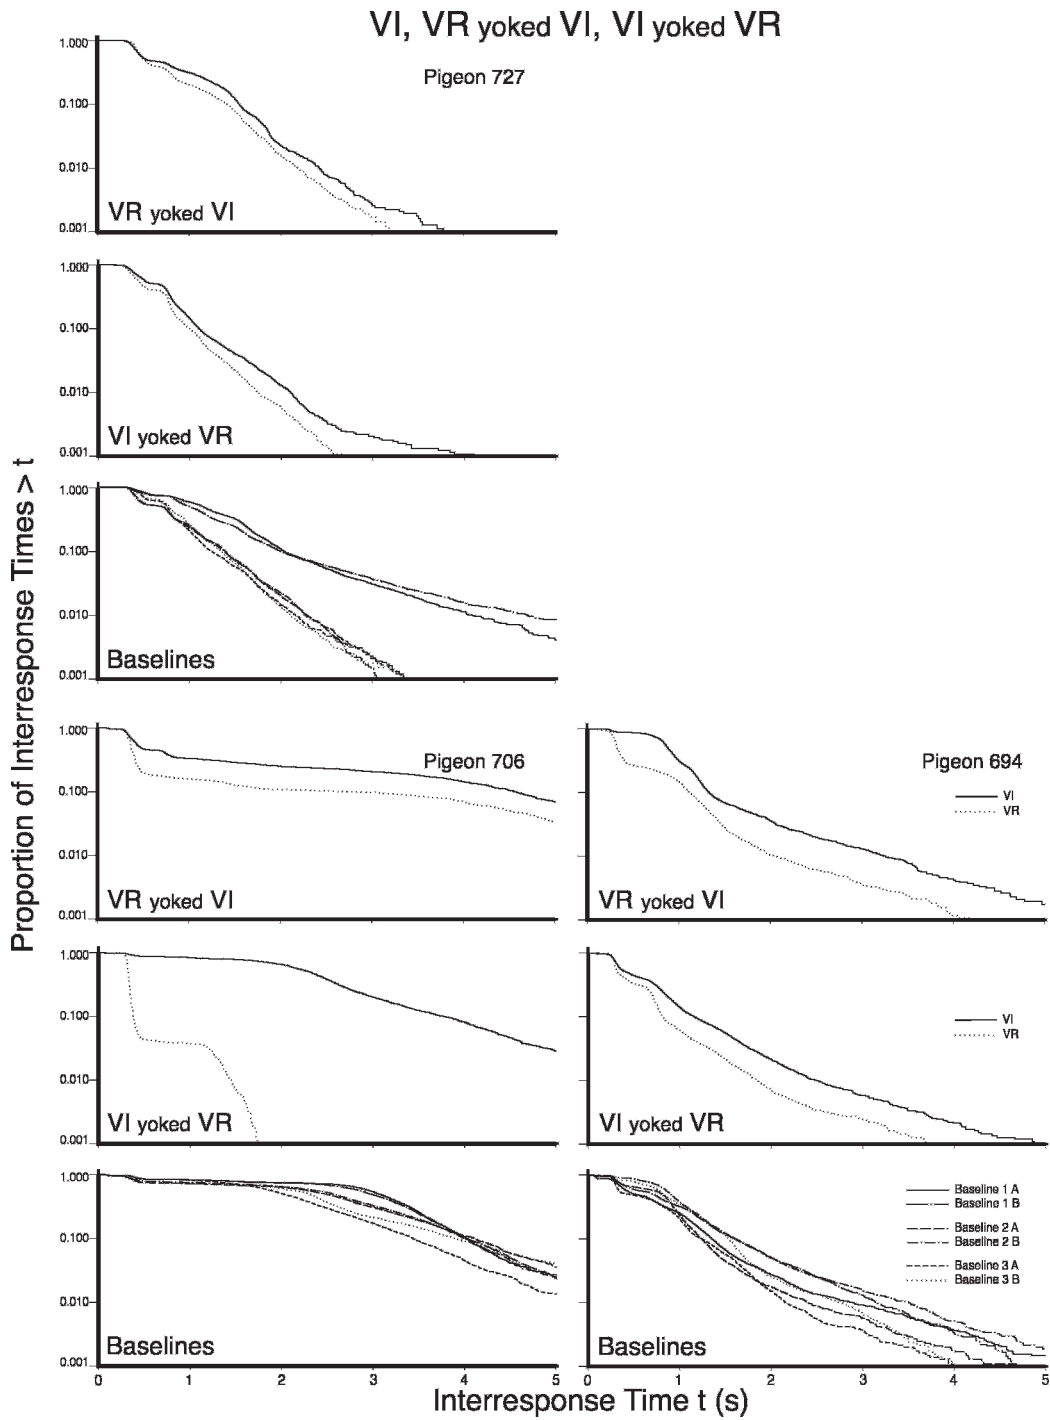 VI, VR yoked VI, VI yoked VR
Proportion of Interresponse Times > t
Pigeon 727
1.000
0.100
0.010
0.001
VR yoked VI
1.000
0.100
0.010
0.001
VI yoked VR
1.000
0.100
0.010
0.001
Baselines
Pigeon 706
1.000
0.100
0.010
0.001
VR yoked VI
Pigeon 694
VI
VR
VR yoked VI
1.000
0.100
0.010
0.001
VI yoked VR
VI
VR
VI yoked VR
1.000
0.100
0.010
0.001
Baselines
0 1 2 3 4 5
Baseline 1 A
Baseline 1 B
Baseline 2 A
Baseline 2 B
Baseline 3 A
Baseline 3 B
Baselines
0 1 2 3 4 5
Interresponse Time t (s)